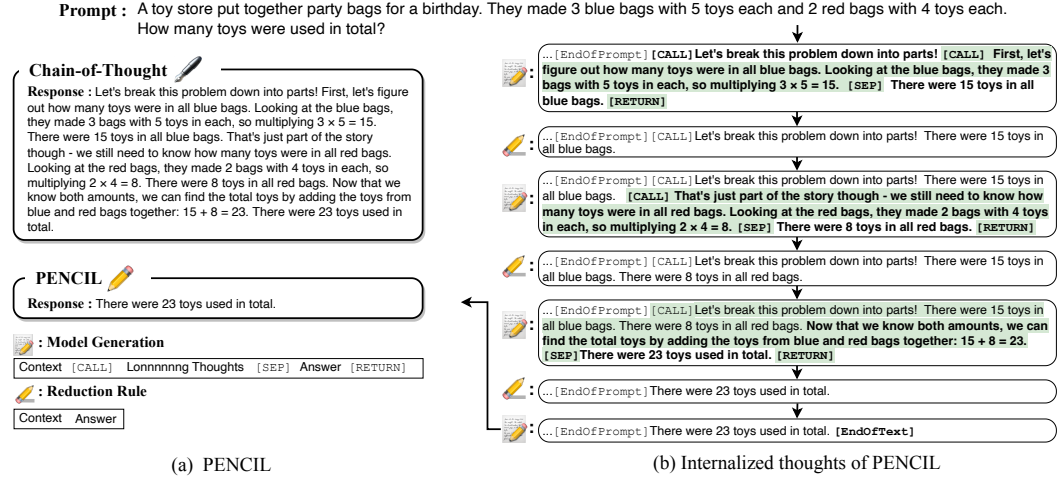 Prompt : A toy store put together party bags for a birthday. They made 3 blue bags with 5 toys each and 2 red bags with 4 toys each.
How many toys were used in total?
Chain-of-Thought
Response : Let's break this problem down into parts! First, let's figure
out how many toys were in all blue bags. Looking at the blue bags,
they made 3 bags with 5 toys in each, so multiplying 3 × 5 = 15.
There were 15 toys in all blue bags. That's just part of the story
though - we still need to know how many toys were in all red bags.
Looking at the red bags, they made 2 bags with 4 toys in each, so
multiplying 2 × 4 = 8. There were 8 toys in all red bags. Now that we
know both amounts, we can find the total toys by adding the toys from
blue and red bags together: 15 + 8 = 23. There were 23 toys used in
total.
PENCIL
Response : There were 23 toys used in total.
: Model Generation
Context [CALL] Lonnnnnng Thoughts [SEP] Answer [RETURN]
: Reduction Rule
Context Answer
(a) PENCIL
: ...[EndOfPrompt][CALL]Let's break this problem down into parts! [CALL] First, let's
figure out how many toys were in all blue bags. Looking at the blue bags, they made 3
bags with 5 toys in each, so multiplying 3 × 5 = 15. [SEP] There were 15 toys in all
blue bags. [RETURN]
: ...[EndOfPrompt][CALL]Let's break this problem down into parts! There were 15 toys in
all blue bags.
: ...[EndOfPrompt][CALL]Let's break this problem down into parts! There were 15 toys in
all blue bags. [CALL] That's just part of the story though - we still need to know how
many toys were in all red bags. Looking at the red bags, they made 2 bags with 4 toys
in each, so multiplying 2 × 4 = 8. [SEP] There were 8 toys in all red bags. [RETURN]
: ...[EndOfPrompt][CALL]Let's break this problem down into parts! There were 15 toys in
all blue bags. There were 8 toys in all red bags.
: ...[EndOfPrompt][CALL]Let's break this problem down into parts! There were 15 toys in
all blue bags. There were 8 toys in all red bags. Now that we know both amounts, we can
find the total toys by adding the toys from blue and red bags together: 15 + 8 = 23.
[SEP]There were 23 toys used in total. [RETURN]
: ...[EndOfPrompt]There were 23 toys used in total.
: ...[EndOfPrompt]There were 23 toys used in total. [EndOfText]
(b) Internalized thoughts of PENCIL